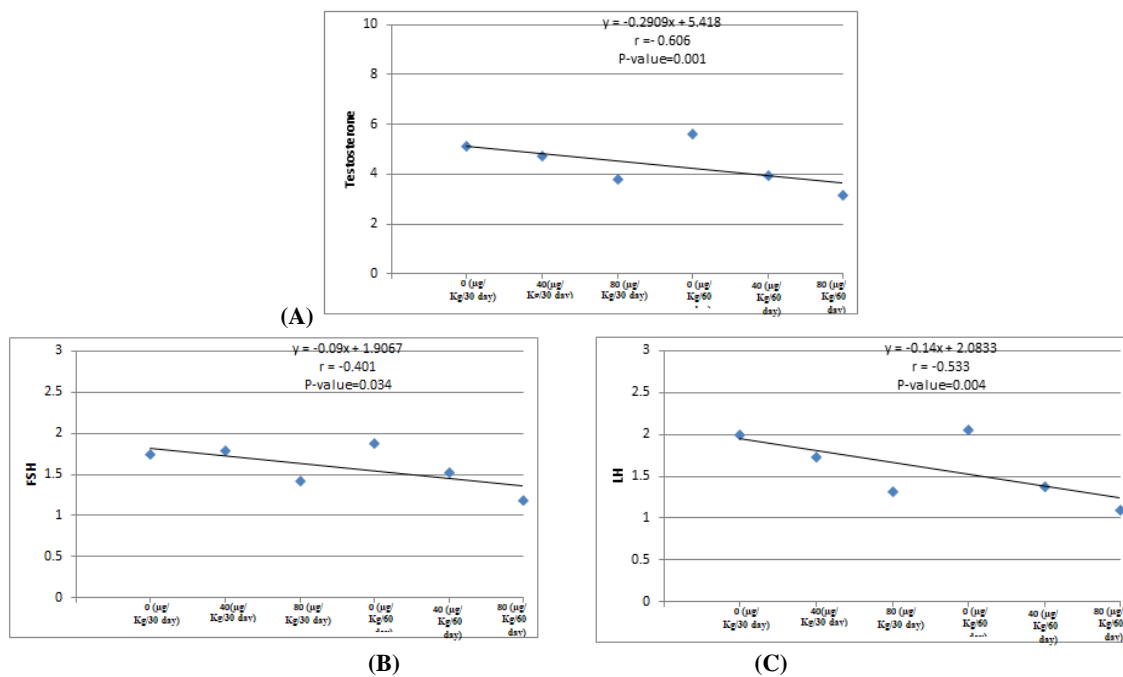 y = -0.2909x + 5.418
r = - 0.606
P-value=0.001
10
8
6
4
2
0
Testosterone
0 (µg/
Kg/30 day)
40(µg/
Kg/30 day)
80 (µg/
Kg/30 day)
0 (µg/
Kg/60
40 (µg/
Kg/60
day)
80 (µg/
Kg/60
day)
(A)
y = -0.09x + 1.9067
r = -0.401
P-value=0.034
3
2.5
2
1.5
1
0.5
0
FSH
0 (µg/
Kg/30 day)
40(µg/
Kg/30 day)
80 (µg/
Kg/30 day)
0 (µg/
Kg/60
day)
40 (µg/
Kg/60
day)
80 (µg/
Kg/60
day)
(B)
y = -0.14x + 2.0833
r = -0.533
P-value=0.004
3
2.5
2
1.5
1
0.5
0
LH
0 (µg/
Kg/30 day)
40(µg/
Kg/30 day)
80 (µg/
Kg/30 day)
0 (µg/
Kg/60
40 (µg/
Kg/60
day)
80 (µg/
Kg/60
day)
(C)